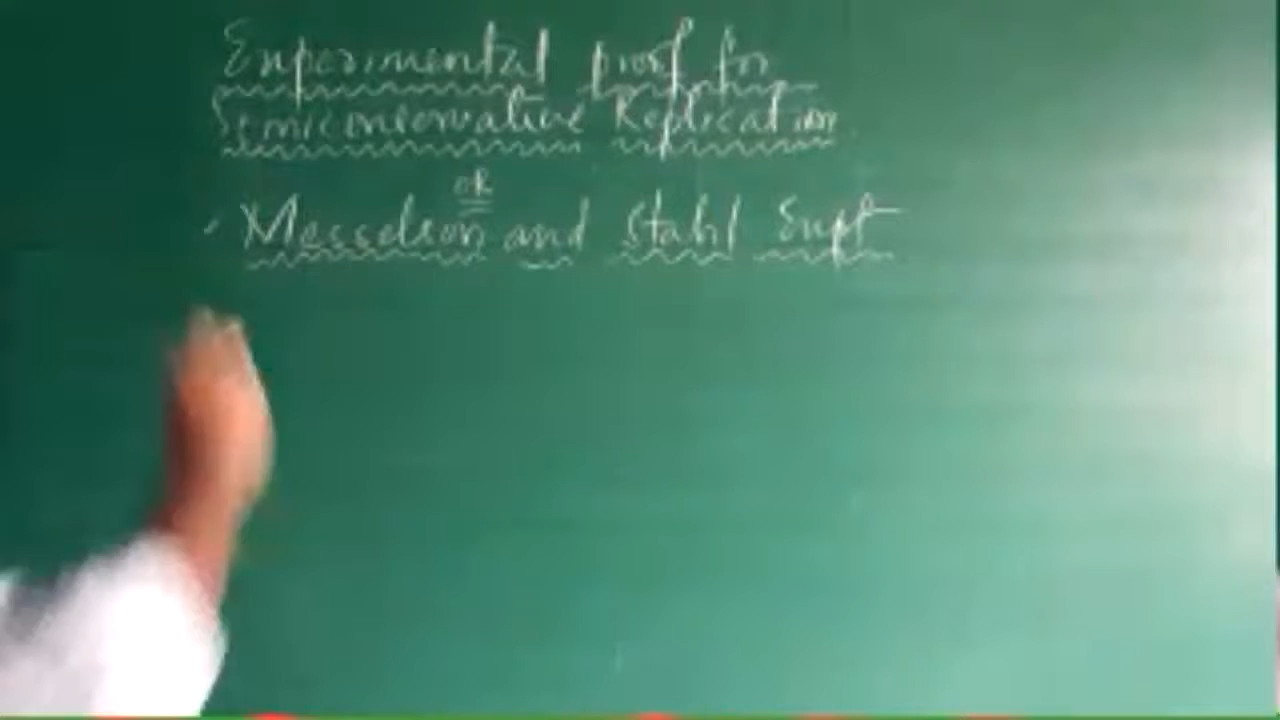 Experimental proof for
Semiconservative Replication
OR
Messelson and Stahl Expt